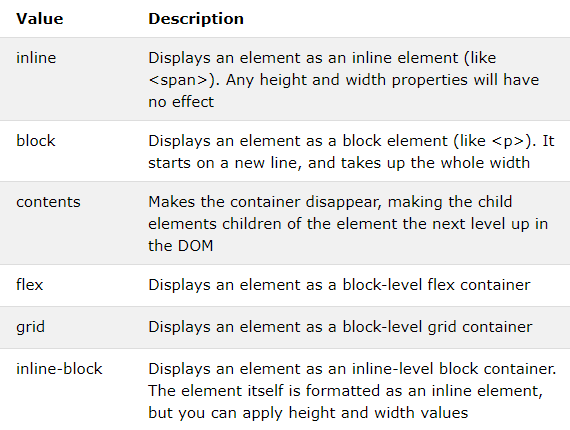 Value Description
inline Displays an element as an inline element (like
<span>). Any height and width properties will have
no effect
block Displays an element as a block element (like <p>). It
starts on a new line, and takes up the whole width
contents Makes the container disappear, making the child
elements children of the element the next level up in
the DOM
flex Displays an element as a block-level flex container
grid Displays an element as a block-level grid container
inline-block Displays an element as an inline-level block container.
The element itself is formatted as an inline element,
but you can apply height and width values